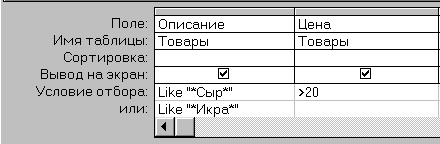 Поле: Описание Цена
Имя таблицы: Товары Товары
Сортировка:
Вывод на экран:
Условие отбора: Like "*Сыр*" >20
или: Like "*Икра*"